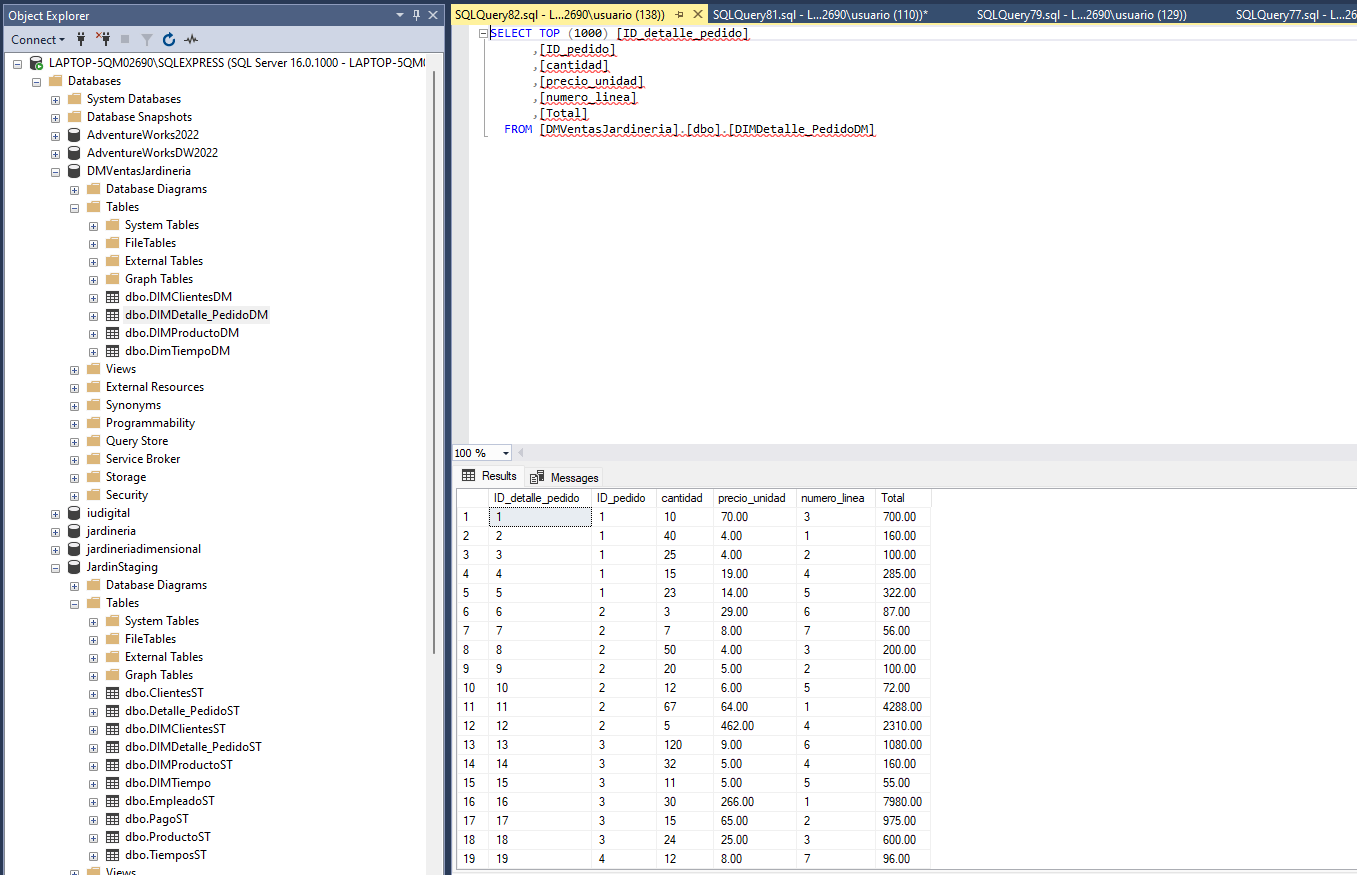 Object Explorer
Connect
LAPTOP-5QM02690\SQLEXPRESS (SQL Server 16.0.1000 - LAPTOP-5QM0
Databases
System Databases
Database Snapshots
AdventureWorks2022
AdventureWorksDW2022
DMVentasJardineria
Database Diagrams
Tables
System Tables
FileTables
External Tables
Graph Tables
dbo.DIMClientesDM
dbo.DIMDetalle_PedidoDM
dbo.DIMProductoDM
dbo.DimTiempoDM
Views
External Resources
Synonyms
Programmability
Query Store
Service Broker
Storage
Security
iudigital
jardineria
jardineriadimensional
JardinStaging
Database Diagrams
Tables
System Tables
FileTables
External Tables
Graph Tables
dbo.ClientesST
dbo.Detalle_PedidoST
dbo.DIMClientesST
dbo.DIMDetalle_PedidoST
dbo.DIMProductoST
dbo.DIMTiempo
dbo.EmpleadoST
dbo.PagoST
dbo.ProductoST
dbo.TiemposST
Views
SQLQuery82.sql - L...2690\usuario (138)) SQLQuery81.sql - L...2690\usuario (110))* SQLQuery79.sql - L...2690\usuario (129)) SQLQuery77.sql - L...26
SELECT TOP (1000) [ID_detalle_pedido]
,[ID_pedido]
,[cantidad]
,[precio_unidad]
,[numero_linea]
,[Total]
FROM [DMVentasJardineria].[dbo].[DIMDetalle_PedidoDM]
100 %
Results Messages
ID_detalle_pedido ID_pedido cantidad precio_unidad numero_linea Total
1 1 1 10 70.00 3 700.00
2 2 1 40 4.00 1 160.00
3 3 1 25 4.00 2 100.00
4 4 1 15 19.00 4 285.00
5 5 1 23 14.00 5 322.00
6 6 2 3 29.00 6 87.00
7 7 2 7 8.00 7 56.00
8 8 2 50 4.00 3 200.00
9 9 2 20 5.00 2 100.00
10 10 2 12 6.00 5 72.00
11 11 2 67 64.00 1 4288.00
12 12 2 5 462.00 4 2310.00
13 13 3 120 9.00 6 1080.00
14 14 3 32 5.00 4 160.00
15 15 3 11 5.00 5 55.00
16 16 3 30 266.00 1 7980.00
17 17 3 15 65.00 2 975.00
18 18 3 24 25.00 3 600.00
19 19 4 12 8.00 7 96.00